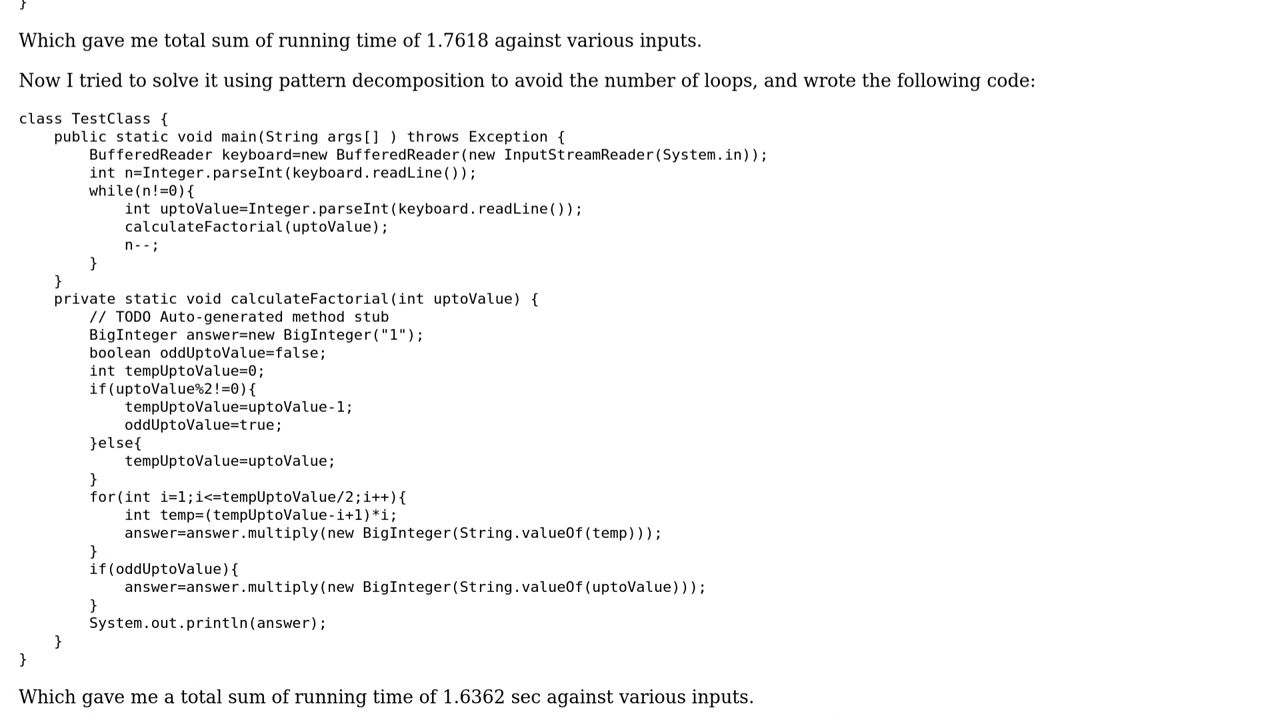 }
Which gave me total sum of running time of 1.7618 against various inputs.
Now I tried to solve it using pattern decomposition to avoid the number of loops, and wrote the following code:
class TestClass {
    public static void main(String args[] ) throws Exception {
        BufferedReader keyboard=new BufferedReader(new InputStreamReader(System.in));
        int n=Integer.parseInt(keyboard.readLine());
        while(n!=0){
            int uptoValue=Integer.parseInt(keyboard.readLine());
            calculateFactorial(uptoValue);
            n--;
        }
    }
    private static void calculateFactorial(int uptoValue) {
        // TODO Auto-generated method stub
        BigInteger answer=new BigInteger("1");
        boolean oddUptoValue=false;
        int tempUptoValue=0;
        if(uptoValue%2!=0){
            tempUptoValue=uptoValue-1;
            oddUptoValue=true;
        }else{
            tempUptoValue=uptoValue;
        }
        for(int i=1;i<=tempUptoValue/2;i++){
            int temp=(tempUptoValue-i+1)*i;
            answer=answer.multiply(new BigInteger(String.valueOf(temp)));
        }
        if(oddUptoValue){
            answer=answer.multiply(new BigInteger(String.valueOf(uptoValue)));
        }
        System.out.println(answer);
    }
}
Which gave me a total sum of running time of 1.6362 sec against various inputs.